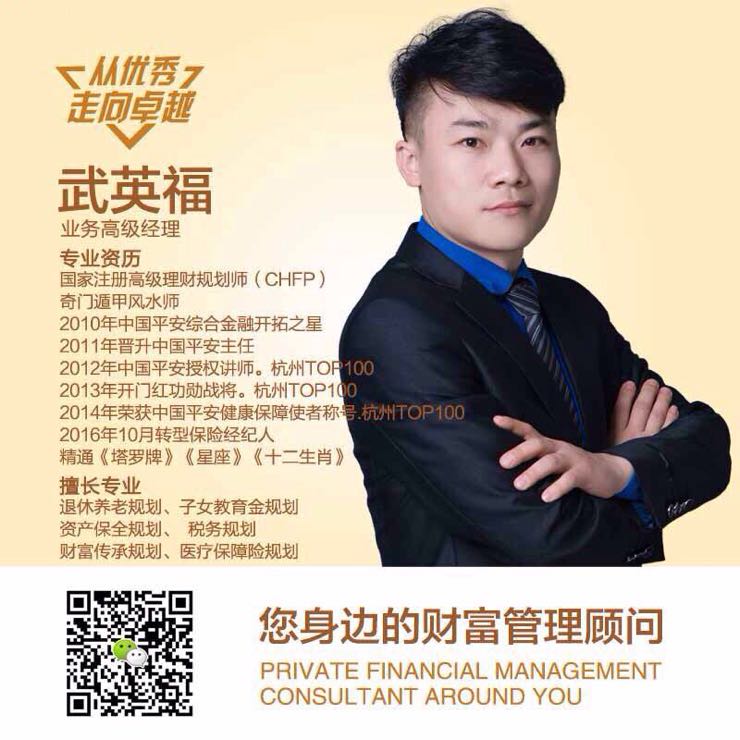 从优秀
走向卓越
武英福
业务高级经理
专业资历
国家注册高级理财规划师（CHFP）
奇门遁甲风水师
2010年中国平安综合金融开拓之星
2011年晋升中国平安主任
2012年中国平安授权讲师。杭州TOP100
2013年开门红功勋战将。杭州TOP100
2014年荣获中国平安健康保障使者称号.杭州TOP100
2016年10月转型保险经纪人
精通《塔罗牌》《星座》《十二生肖》
擅长专业
退休养老规划、子女教育金规划
资产保全规划、 税务规划
财富传承规划、医疗保障险规划
您身边的财富管理顾问
PRIVATE FINANCIAL MANAGEMENT
CONSULTANT AROUND YOU